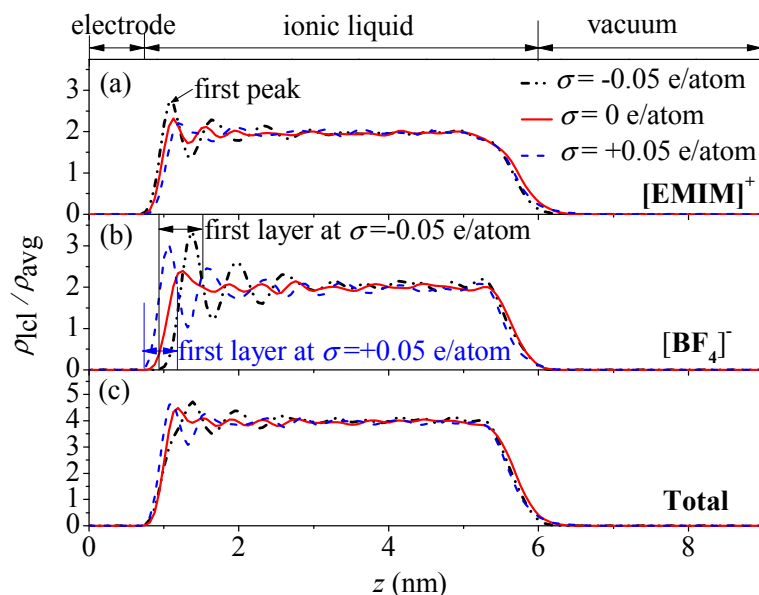 electrode ionic liquid vacuum
(a) first peak σ= -0.05 e/atom
σ= 0 e/atom
σ= +0.05 e/atom
[EMIM]⁺
3
2
1
0
(b) first layer at σ=-0.05 e/atom
first layer at σ=+0.05 e/atom [BF₄]⁻
3
2
1
0
ρlcl /ρavg
(c)
Total
5
4
3
2
1
0
0 2 4 6 8
z (nm)